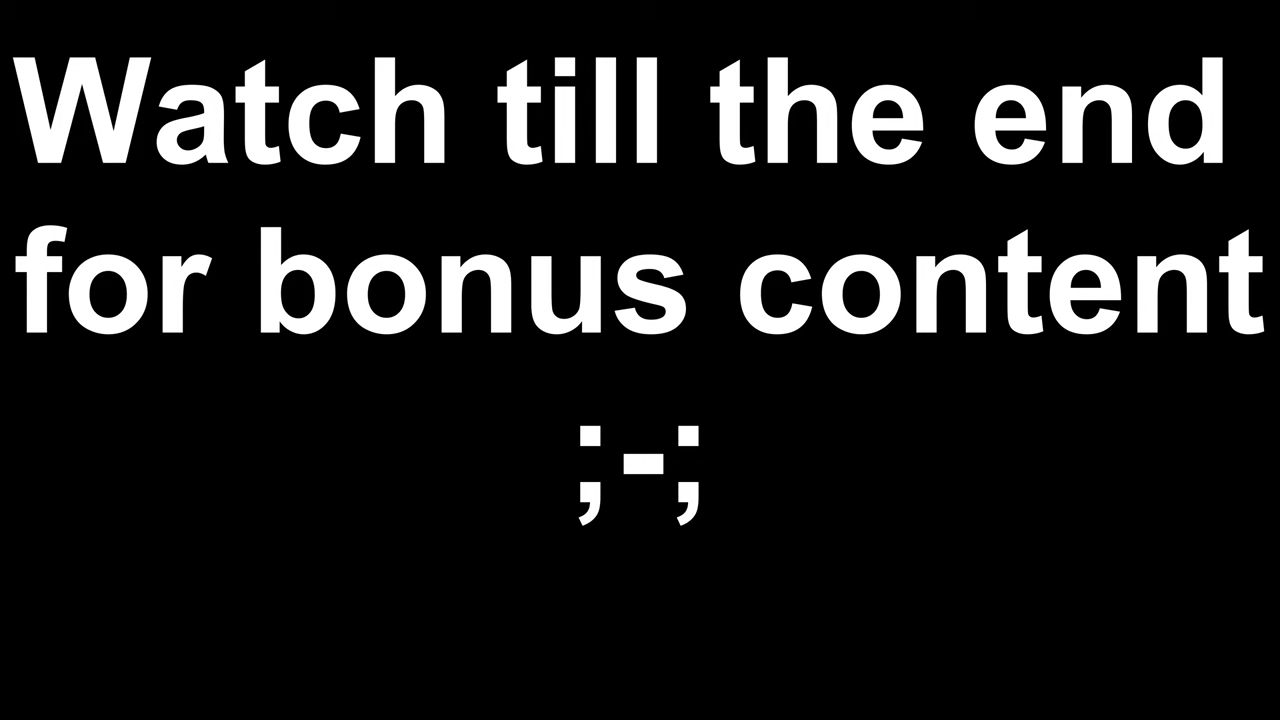 Watch till the end
for bonus content
;-;